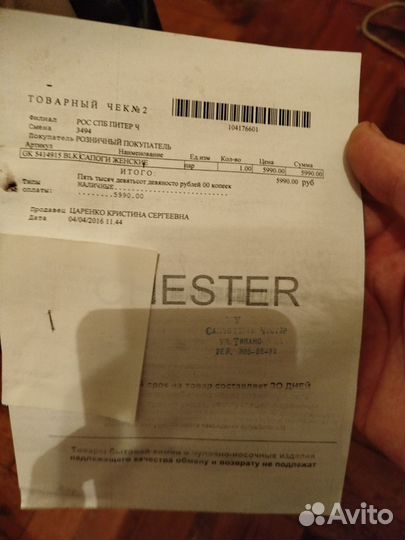 ТОВАРНЫЙ ЧЕК№2
104176601
Филиал РОС СПБ ПИТЕР Ч
Смена 3494
Покупатель РОЗНИЧНЫЙ ПОКУПАТЕЛЬ
Артикул Наименование Ед.изм Кол-во Цена Сумма
GK 5414915 BLK САПОГИ ЖЕНСКИЕ пар 1.00 5990.00 5990.00
ИТОГО: 5990.00 руб
Пять тысяч девятьсот девяносто рублей 00 копеек
Типы НАЛИЧНЫЕ
оплаты: 5990.00
Продавец ЦАРЕНКО КРИСТИНА СЕРГЕЕВНА
Дата 04/04/2016 11.44
ESTER
срок на товар составляет 30 ДНЕЙ
Товары бытовой химии и чулочно-носочные изделия
надлежащего качества обмену и возврату не подлежат
Avito